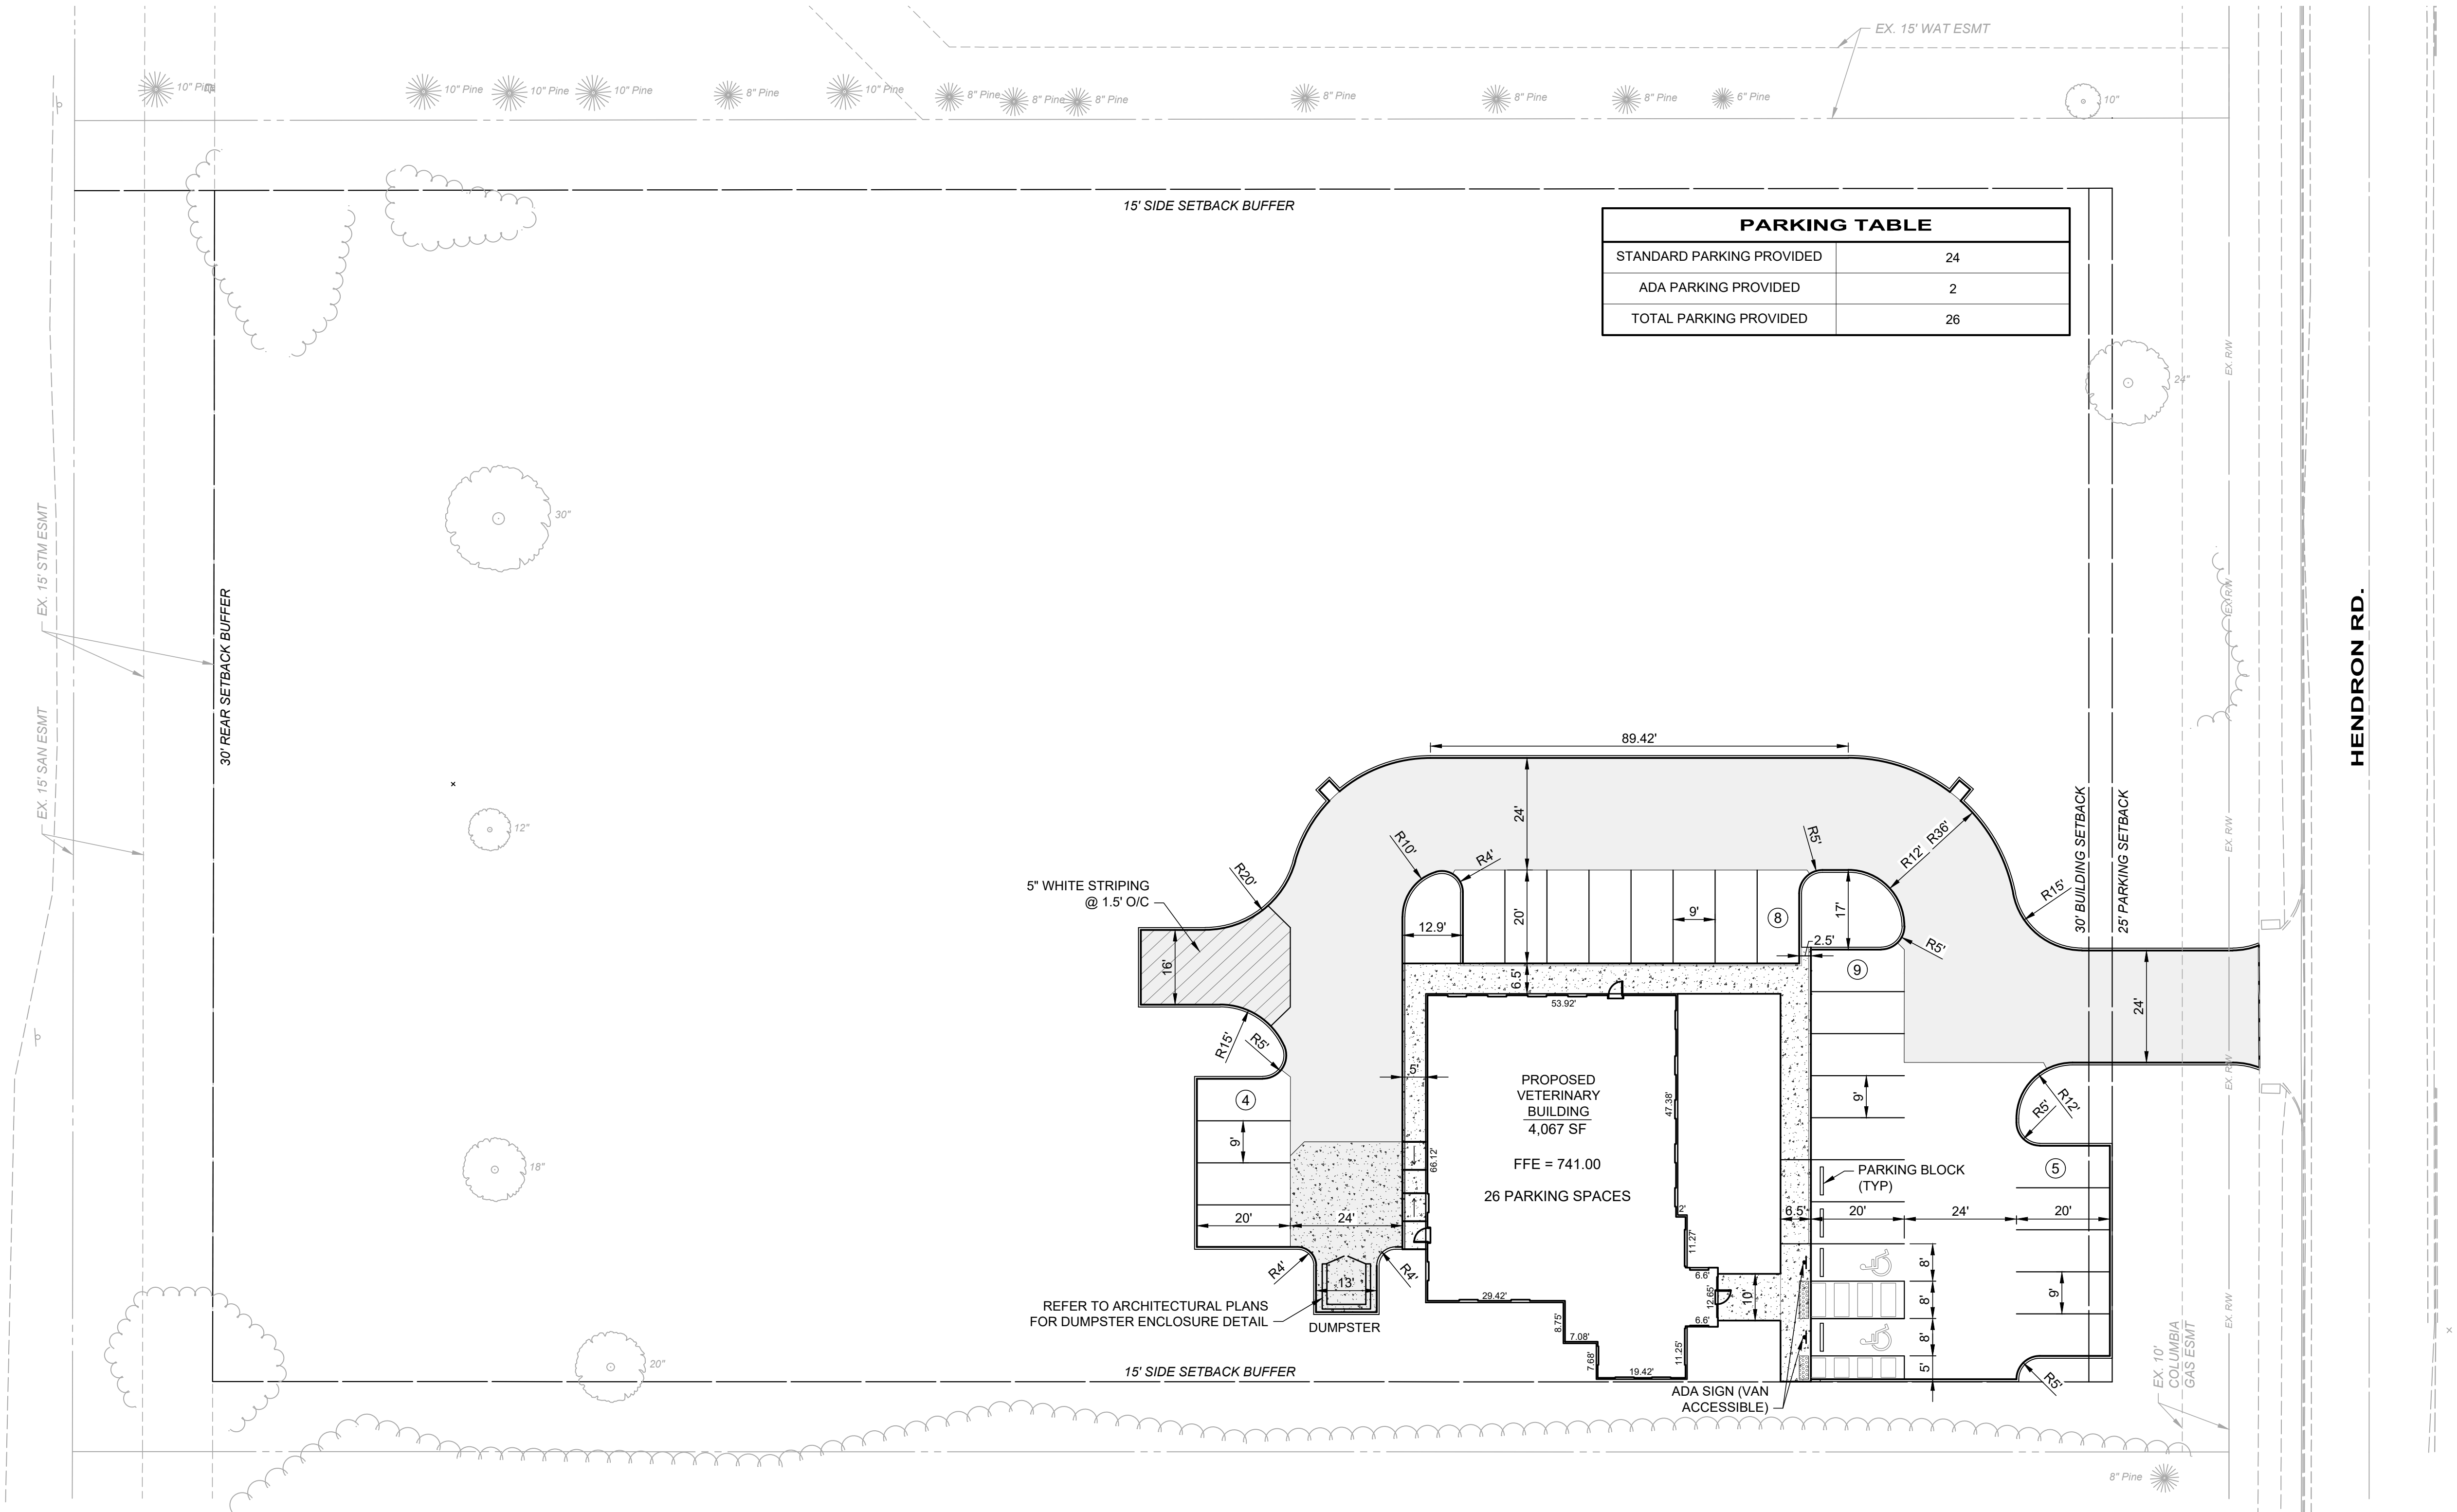 EX. 15' WAT ESMT
10" Pine
10" Pine
10" Pine
10" Pine
8" Pine
10" Pine
8" Pine
8" Pine
8" Pine
8" Pine
8" Pine
8" Pine
6" Pine
10"
15' SIDE SETBACK BUFFER
PARKING TABLE
STANDARD PARKING PROVIDED 24
ADA PARKING PROVIDED 2
TOTAL PARKING PROVIDED 26
EX. R/W
24"
30"
EX. 15' STM ESMT
30' REAR SETBACK BUFFER
EX. R/W
HENDRON RD.
EX. 15' SAN ESMT
12"
89.42'
24'
R10'
R4'
R5'
R12'
R36'
30' BUILDING SETBACK
25' PARKING SETBACK
EX. R/W
R20'
5" WHITE STRIPING
@ 1.5' O/C
R15'
12.9'
20'
9'
8
17'
2.5'
R5'
16'
6.5'
9
53.92'
24'
R15'
R5'
5'
4
9'
PROPOSED
VETERINARY
BUILDING
4,067 SF
FFE = 741.00
26 PARKING SPACES
47.38'
66.12'
9'
R5'
R12'
EX. R/W
18"
PARKING BLOCK
(TYP)
5
20'
24'
2'
6.5'
20'
24'
20'
11.27'
8'
R4'
13'
R4'
6.6'
12.65'
10'
8'
9'
29.42'
REFER TO ARCHITECTURAL PLANS
FOR DUMPSTER ENCLOSURE DETAIL
DUMPSTER
8.75'
7.08'
6.6'
8'
EX. R/W
7.68'
11.25'
19.42'
5'
R5'
20"
15' SIDE SETBACK BUFFER
ADA SIGN (VAN
ACCESSIBLE)
EX. 10'
COLUMBIA
GAS ESMT
8" Pine